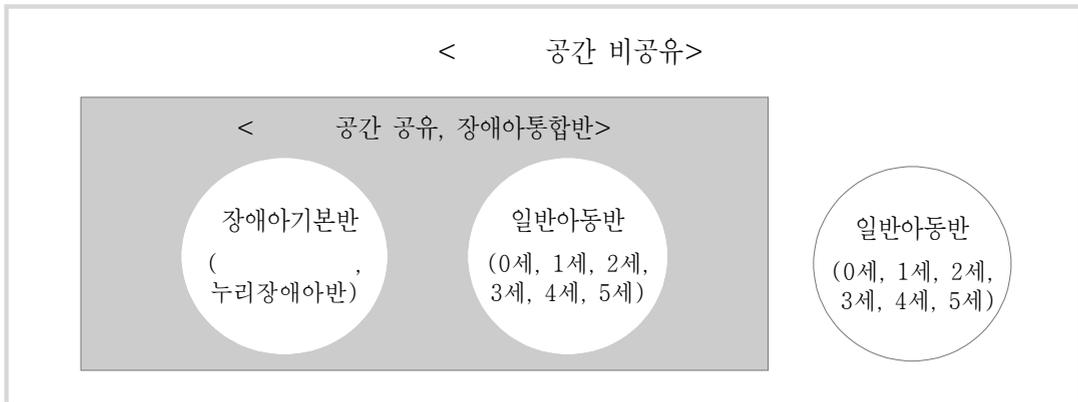 < 공간 비공유>
< 공간 공유, 장애아통합반>
장애아기본반
( ,
누리장애아반)
일반아동반
(0세, 1세, 2세,
3세, 4세, 5세)
일반아동반
(0세, 1세, 2세,
3세, 4세, 5세)